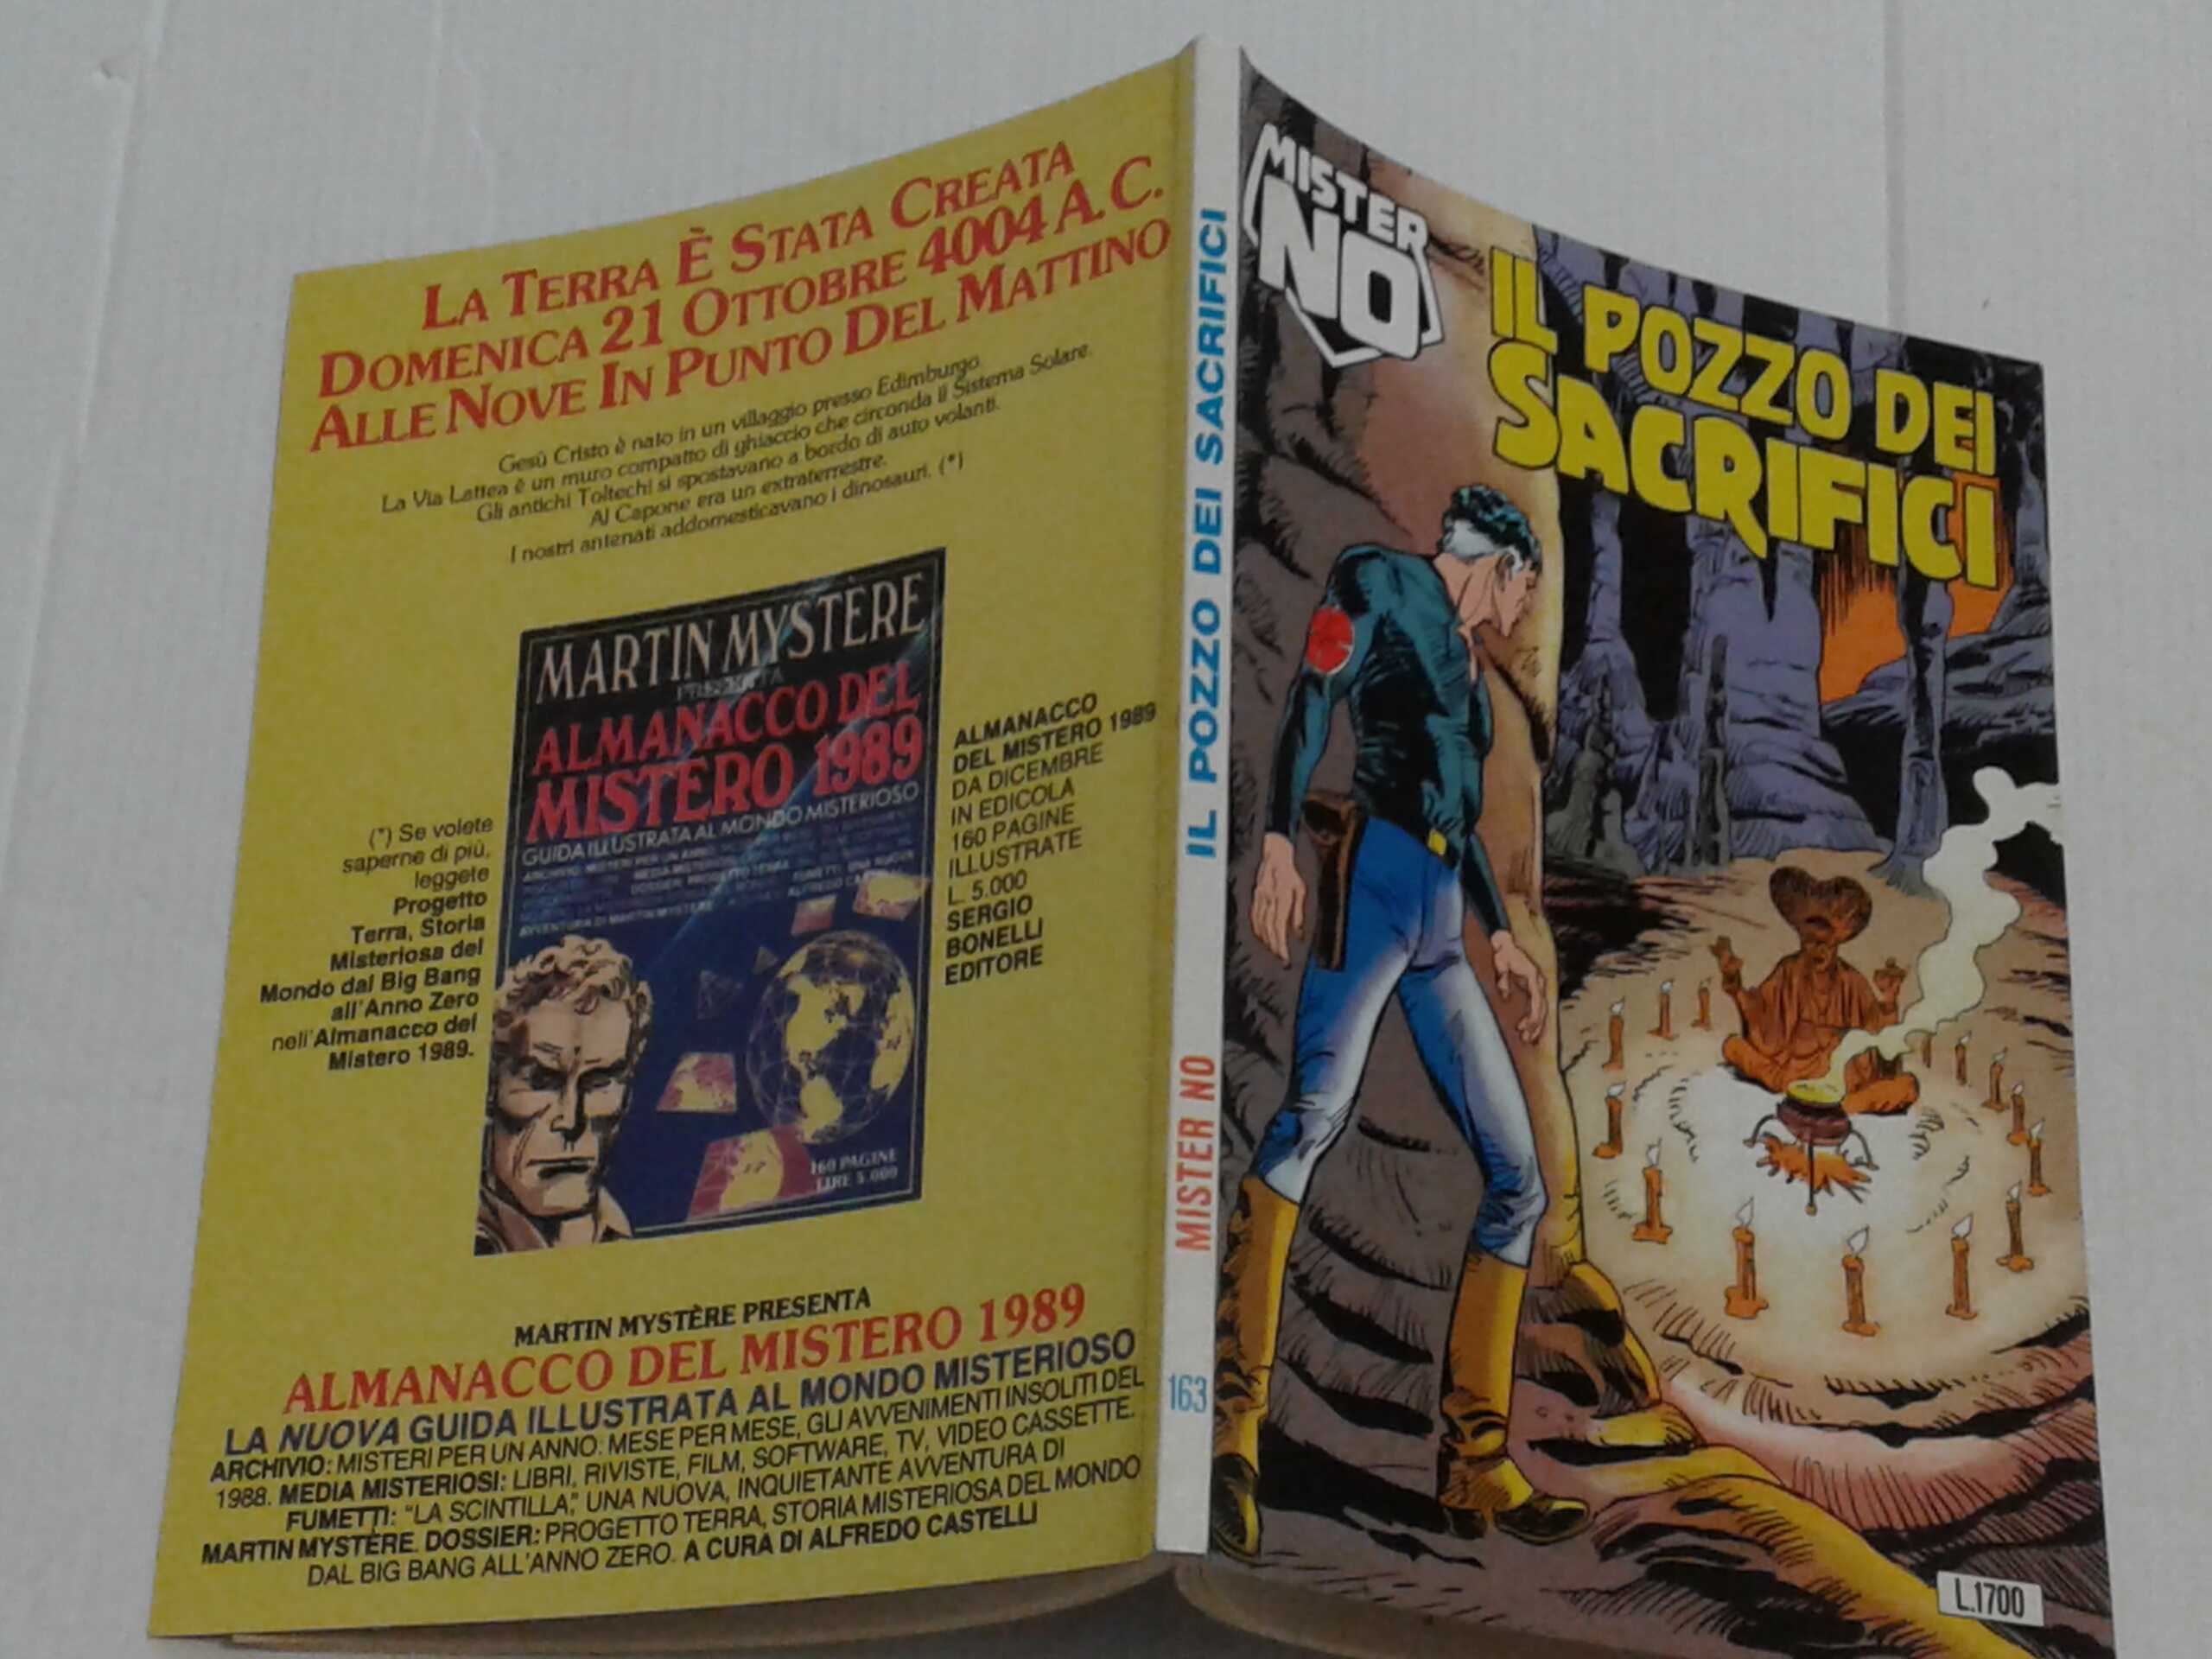 LA TERRA È STATA CREATA
DOMENICA 21 OTTOBRE 4004 A.C.
ALLE NOVE IN PUNTO DEL MATTINO
Gesù Cristo è nato in un villaggio presso Edimburgo.
La Via Lattea è un muro compatto di ghiaccio che circonda il Sistema Solare.
Gli antichi Toltechi si spostavano a bordo di auto volanti.
Al Capone era un extraterrestre.
I nostri antenati addomesticavano i dinosauri. (*)
MARTIN MYSTÈRE
PRESENTA
ALMANACCO DEL
MISTERO 1989
GUIDA ILLUSTRATA AL MONDO MISTERIOSO
160 PAGINE
LIRE 5.000
(*) Se volete
saperne di più,
leggete
Progetto
Terra, Storia
Misteriosa del
Mondo dal Big Bang
all'Anno Zero
nell'Almanacco del
Mistero 1989.
ALMANACCO
DEL MISTERO 1989
DA DICEMBRE
IN EDICOLA
160 PAGINE
ILLUSTRATE
L. 5.000
SERGIO
BONELLI
EDITORE
MARTIN MYSTÈRE PRESENTA
ALMANACCO DEL MISTERO 1989
LA NUOVA GUIDA ILLUSTRATA AL MONDO MISTERIOSO
ARCHIVIO: MISTERI PER UN ANNO: MESE PER MESE, GLI AVVENIMENTI INSOLITI DEL
1988. MEDIA MISTERIOSI: LIBRI, RIVISTE, FILM, SOFTWARE, TV, VIDEO CASSETTE.
FUMETTI: "LA SCINTILLA", UNA NUOVA, INQUIETANTE AVVENTURA DI
MARTIN MYSTÈRE. DOSSIER: PROGETTO TERRA, STORIA MISTERIOSA DEL MONDO
DAL BIG BANG ALL'ANNO ZERO. A CURA DI ALFREDO CASTELLI
IL POZZO DEI SACRIFICI
MISTER NO
163
MISTER
NO
IL POZZO DEI
SACRIFICI
L.1700